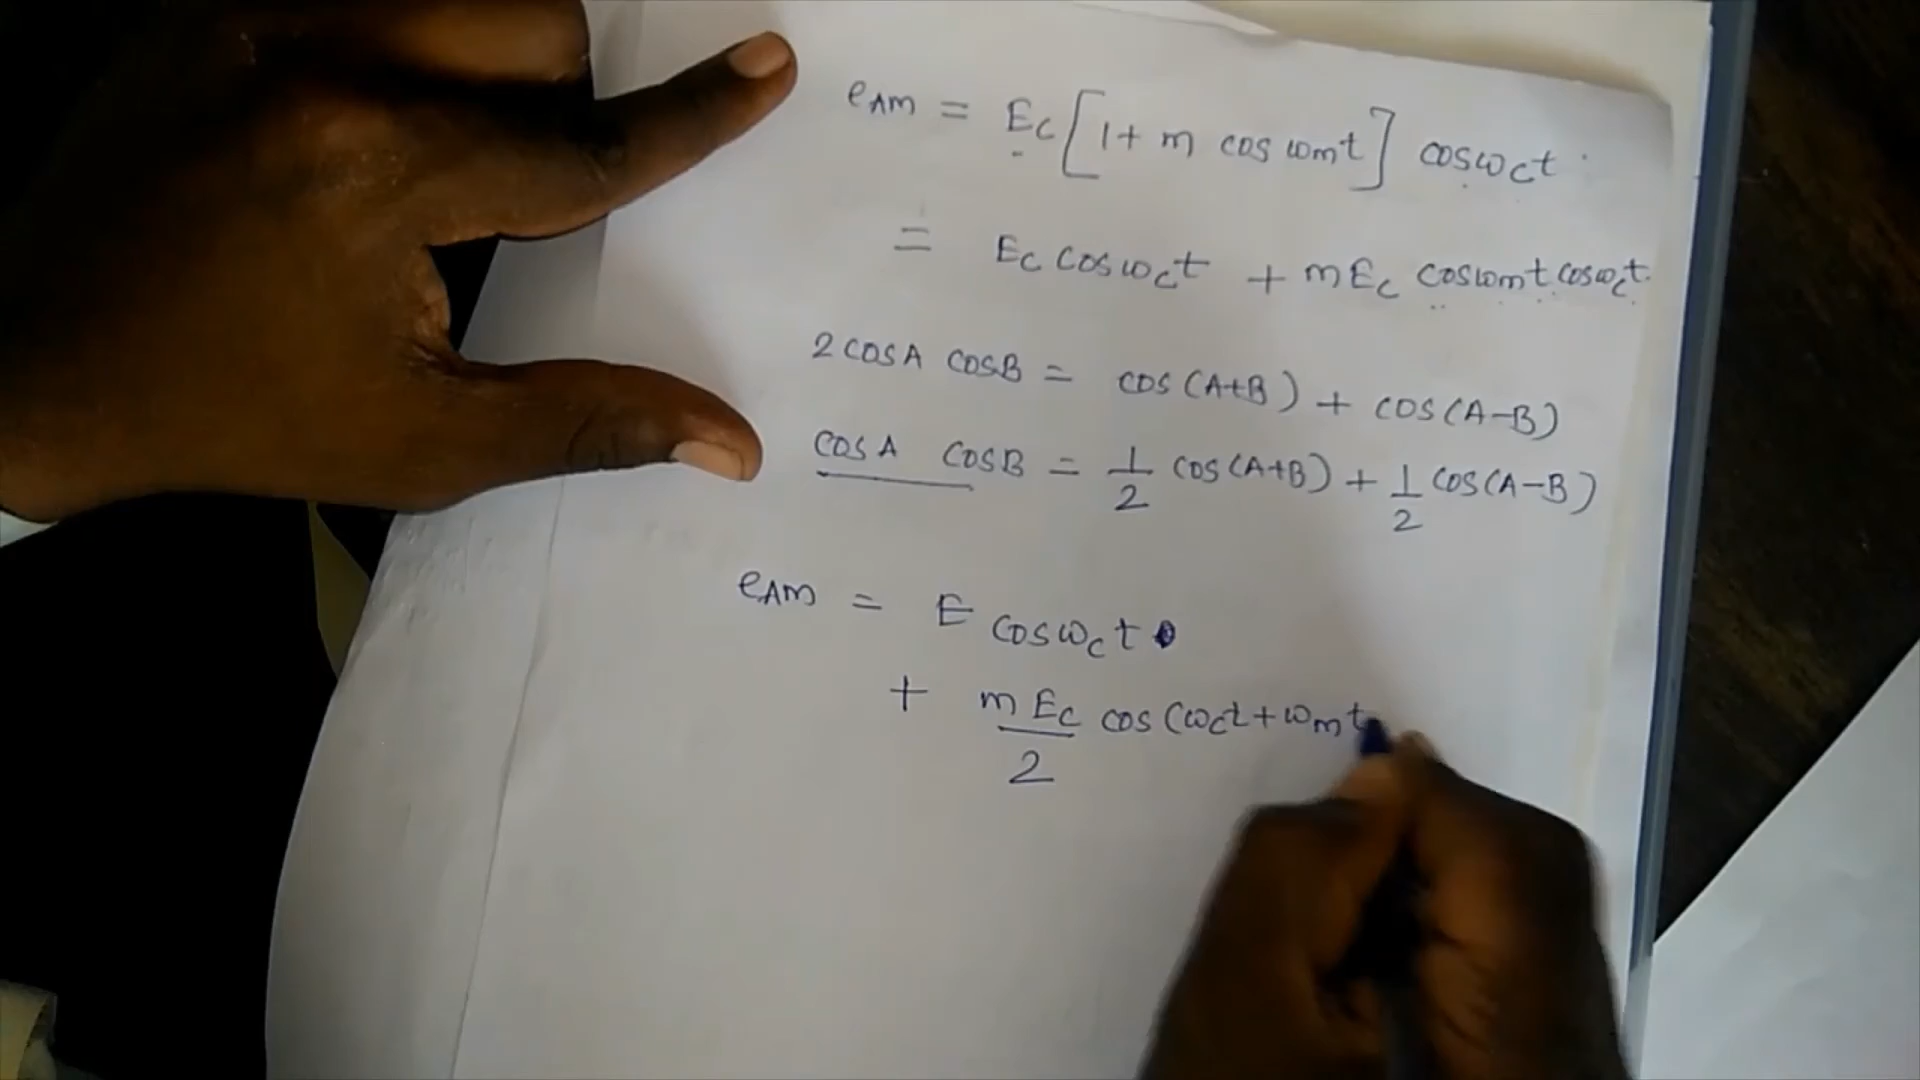 eAm = Ec[1+ m cos ωmt] cosωct
= Ec cosωct + mEc cosωmt cosωct.
2 cosA cosB = cos(A+B) + cos(A-B)
cosA cosB = 1/2 cos(A+B) + 1/2 cos(A-B)
eAm = E cosωct
+ mEc/2 cos(ωct+ωmt